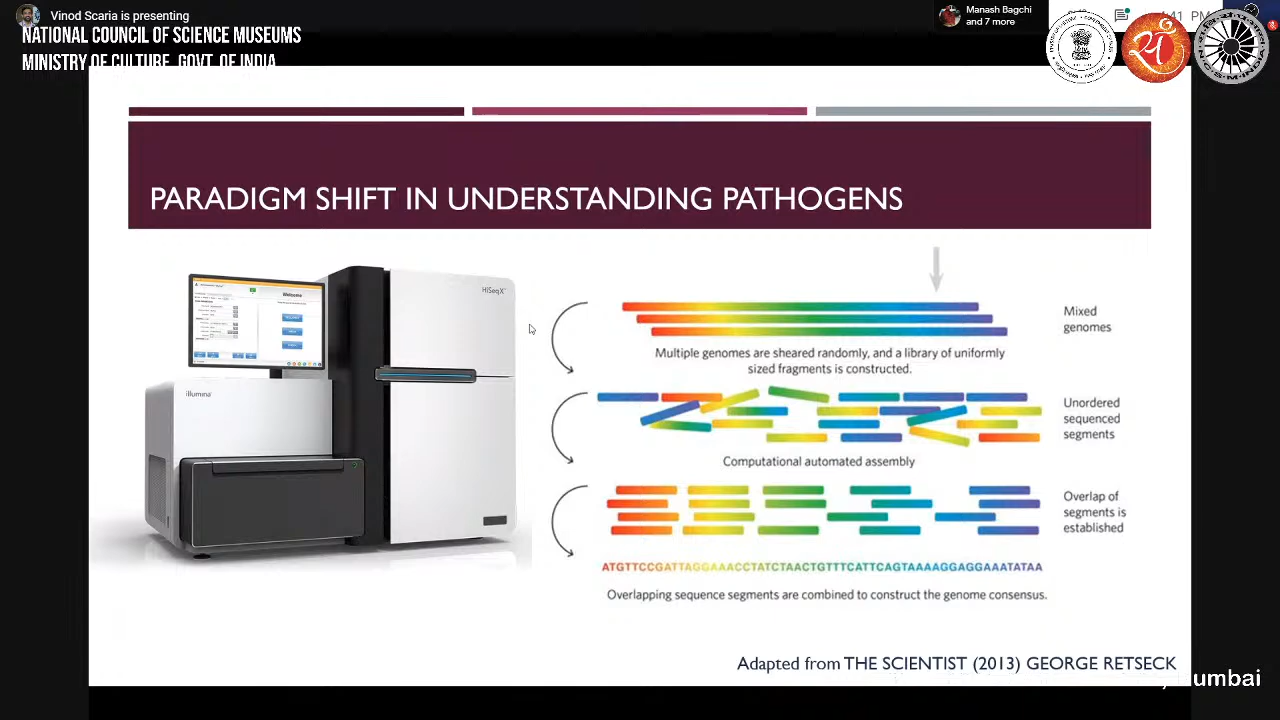 Vinod Scaria is presenting
Manash Bagchi
and 7 more
41 PM
NATIONAL COUNCIL OF SCIENCE MUSEUMS
MINISTRY OF CULTURE, GOVT. OF INDIA
PARADIGM SHIFT IN UNDERSTANDING PATHOGENS
HiSeqX
Welcome
illumina
Mixed
genomes
Multiple genomes are sheared randomly, and a library of uniformly
sized fragments is constructed.
Unordered
sequenced
segments
Computational automated assembly
Overlap of
segments is
established
ATGTTCCGATTAGGAAACCTATCTAACTGTTTCATTCAGTAAAAGGAGGAAATATAA
Overlapping sequence segments are combined to construct the genome consensus.
Adapted from THE SCIENTIST (2013) GEORGE RETSECK
umbai